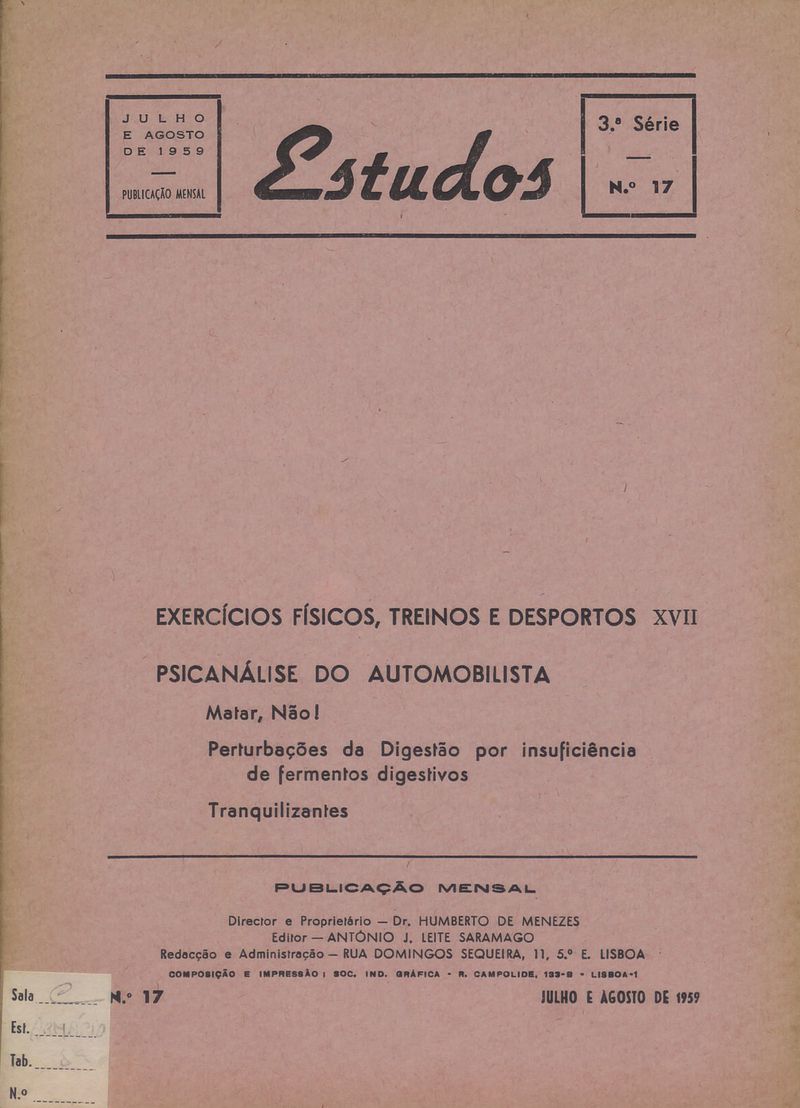 JULHO
E AGOSTO
DE 1959
PUBLICAÇÃO MENSAL
Estudos
3.ª Série
N.º 17
EXERCÍCIOS FÍSICOS, TREINOS E DESPORTOS XVII
PSICANÁLISE DO AUTOMOBILISTA
Matar, Não!
Perturbações da Digestão por insuficiência
de fermentos digestivos
Tranquilizantes
PUBLICAÇÃO MENSAL
Director e Proprietário — Dr. HUMBERTO DE MENEZES
Editor — ANTÓNIO J. LEITE SARAMAGO
Redacção e Administração — RUA DOMINGOS SEQUEIRA, 11, 5.º E. LISBOA
COMPOSIÇÃO E IMPRESSÃO: SOC. IND. GRÁFICA - R. CAMPOLIDE, 133-B - LISBOA-1
N.º 17 JULHO E AGOSTO DE 1959
Sala
Est.
Tab.
N.º